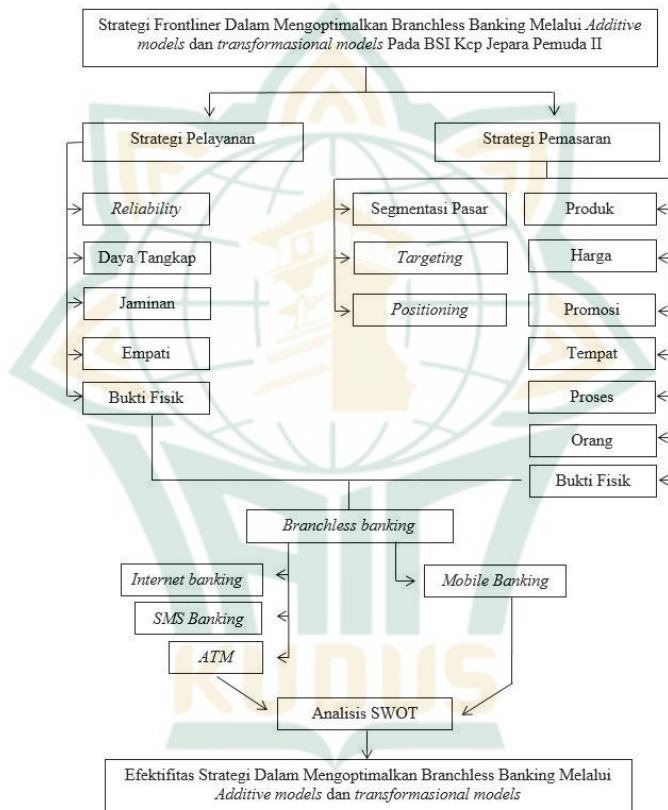 Strategi Frontliner Dalam Mengoptimalkan Branchless Banking Melalui Additive
models dan transformasional models Pada BSI Kcp Jepara Pemuda II
Strategi Pelayanan
Strategi Pemasaran
Reliability
Daya Tangkap
Jaminan
Empati
Bukti Fisik
Segmentasi Pasar
Targeting
Positioning
Produk
Harga
Promosi
Tempat
Proses
Orang
Bukti Fisik
Branchless banking
Internet banking
SMS Banking
ATM
Mobile Banking
Analisis SWOT
Efektifitas Strategi Dalam Mengoptimalkan Branchless Banking Melalui
Additive models dan transformasional models
IAIN
KUDUS